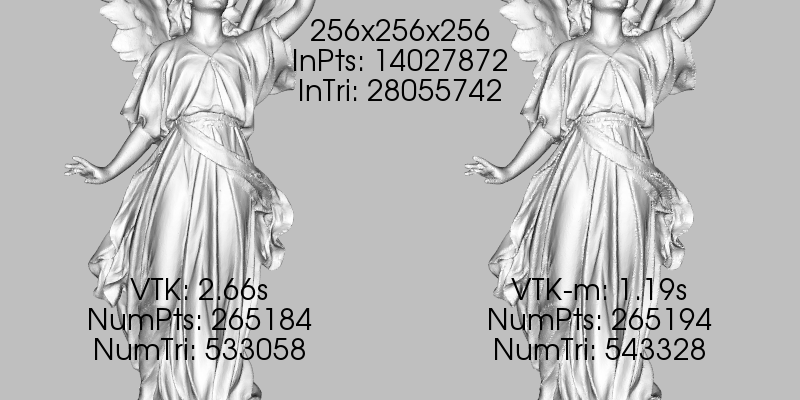 256x256x256
InPts: 14027872
InTri: 28055742
VTK: 2.66s
NumPts: 265184
NumTri: 533058
VTK-m: 1.19s
NumPts: 265194
NumTri: 543328